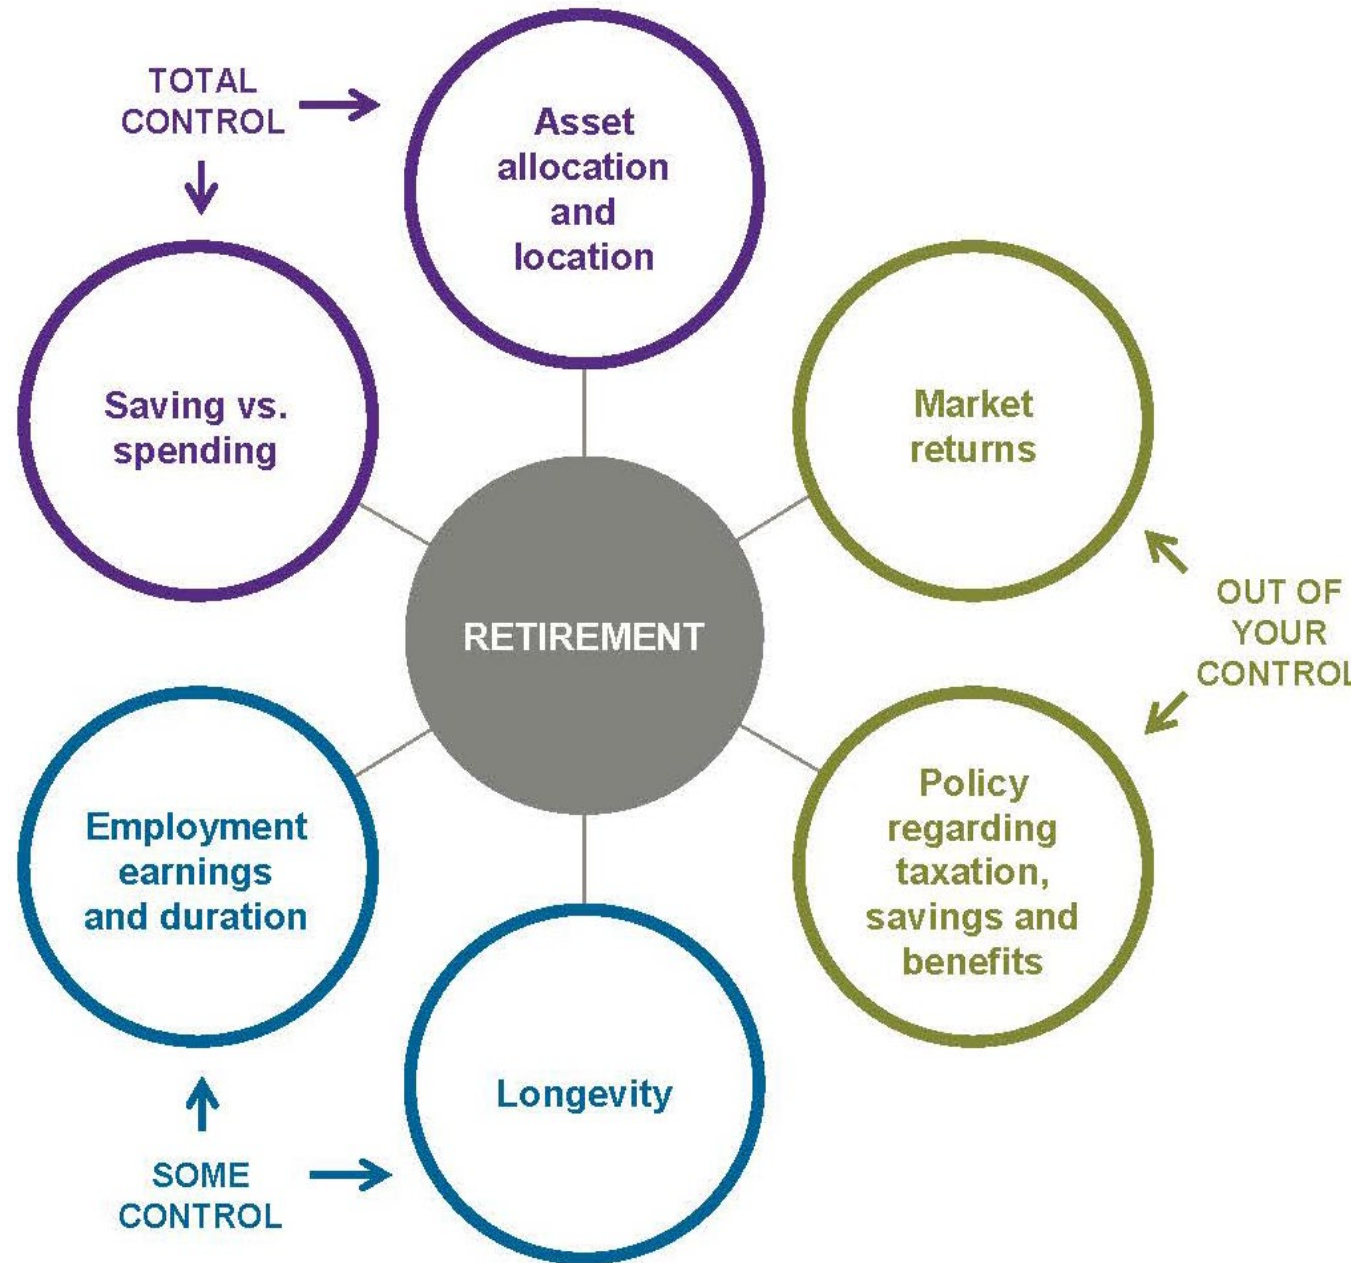 TOTAL
CONTROL
Asset
allocation
and
location
Saving vs.
spending
Market
returns
RETIREMENT
OUT OF
YOUR
CONTROL
Employment
earnings
and duration
Policy
regarding
taxation,
savings and
benefits
Longevity
SOME
CONTROL